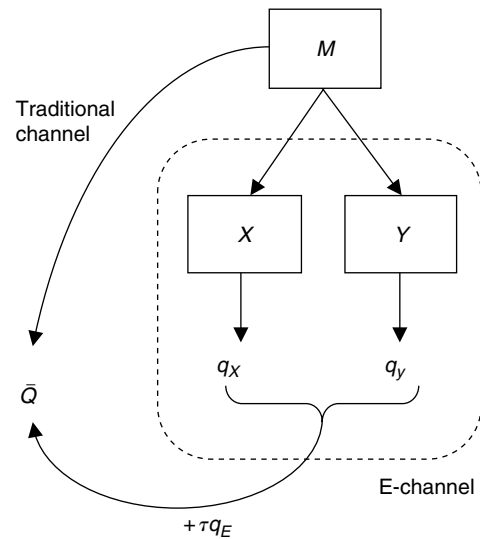 M
Traditional
channel
X
Y
q_X
q_y
Q̄
E-channel
+τq_E